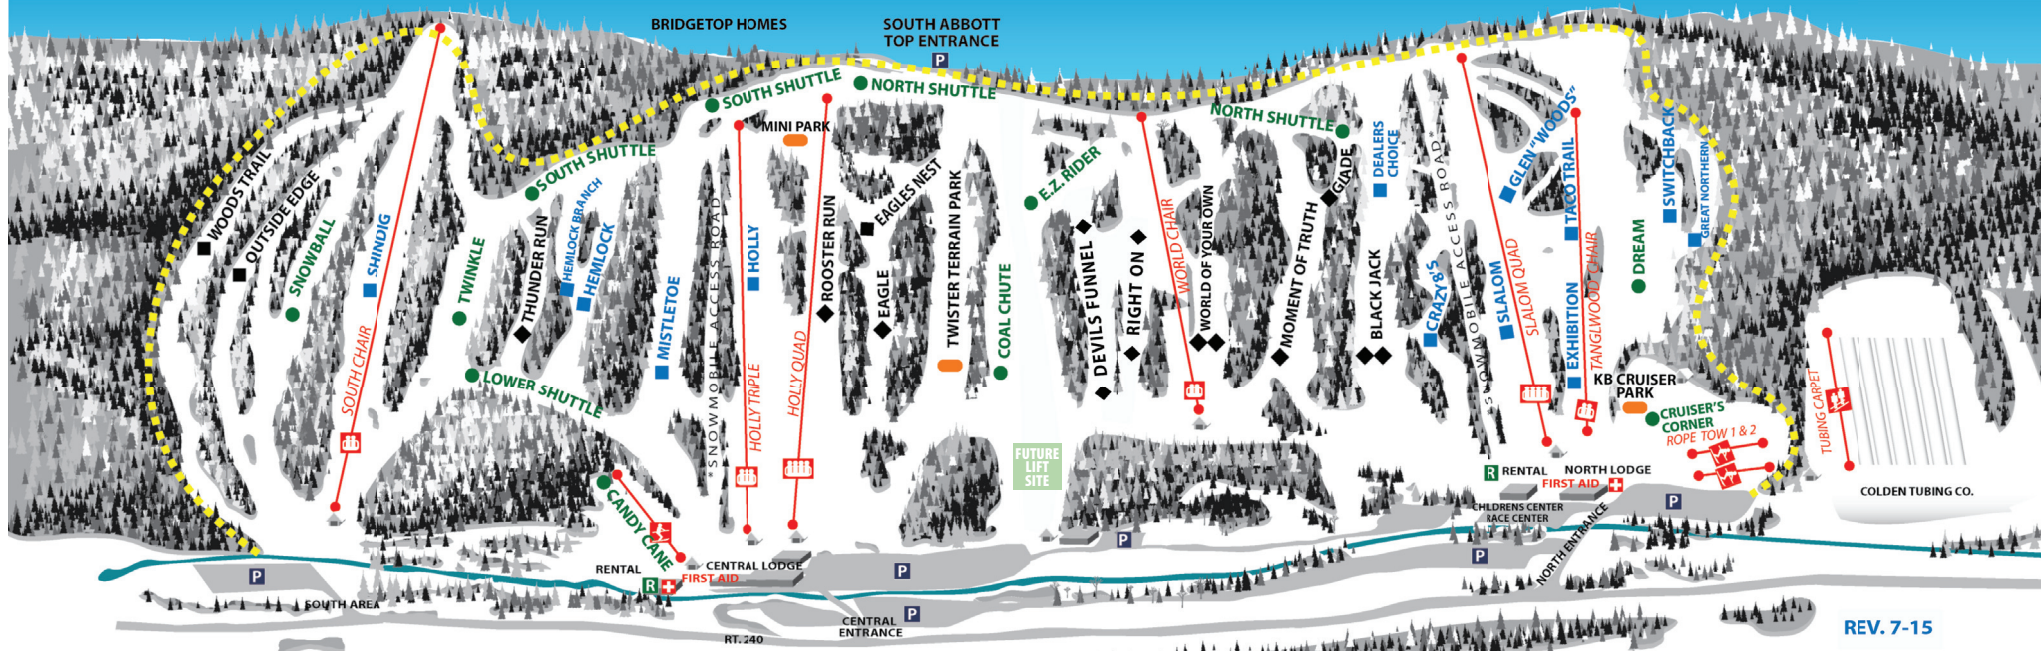 BRIDGETOP HOMES
SOUTH ABBOTT
TOP ENTRANCE
P
SOUTH SHUTTLE
NORTH SHUTTLE
NORTH SHUTTLE
MINI PARK
SOUTH SHUTTLE
WOODS TRAIL
OUTSIDE EDGE
SNOWBALL
SHINDIG
SOUTH CHAIR
TWINKLE
THUNDER RUN
HEMLOCK BRANCH
HEMLOCK
LOWER SHUTTLE
MISTLETOE
*SNOWMOBILE ACCESS ROAD*
HOLLY
HOLLY TRIPLE
HOLLY QUAD
ROOSTER RUN
EAGLES NEST
EAGLE
TWISTER TERRAIN PARK
COAL CHUTE
E.Z. RIDER
DEVILS FUNNEL
RIGHT ON
WORLD CHAIR
WORLD OF YOUR OWN
MOMENT OF TRUTH
GLADE
DEALERS
CHOICE
BLACK JACK
CRAZY 8'S
*SNOWMOBILE ACCESS ROAD*
SLALOM
SLALOM QUAD
GLEN "WOODS"
TACO TRAIL
EXHIBITION
TANGLWOOD CHAIR
DREAM
SWITCHBACK
GREAT NORTHERN
KB CRUISER
PARK
CRUISER'S
CORNER
ROPE TOW 1 & 2
TUBING CARPET
COLDEN TUBING CO.
FUTURE
LIFT
SITE
CANDY CANE
R RENTAL
NORTH LODGE
FIRST AID
CHLDRENS CENTER
RACE CENTER
P
NORTH ENTRANCE
P
P
RENTAL
R
FIRST AID
CENTRAL LODGE
P
P
CENTRAL
ENTRANCE
P
SOUTH AREA
RT. 240
REV. 7-15